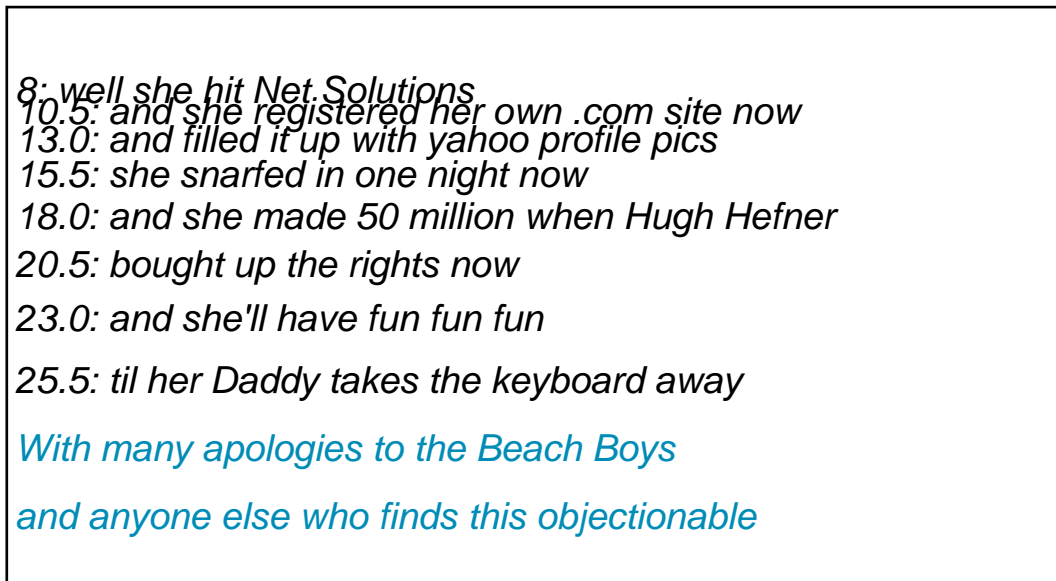 8: well she hit Net Solutions
10.5: and she registered her own .com site now
13.0: and filled it up with yahoo profile pics
15.5: she snarfed in one night now
18.0: and she made 50 million when Hugh Hefner
20.5: bought up the rights now
23.0: and she'll have fun fun fun
25.5: til her Daddy takes the keyboard away
With many apologies to the Beach Boys
and anyone else who finds this objectionable